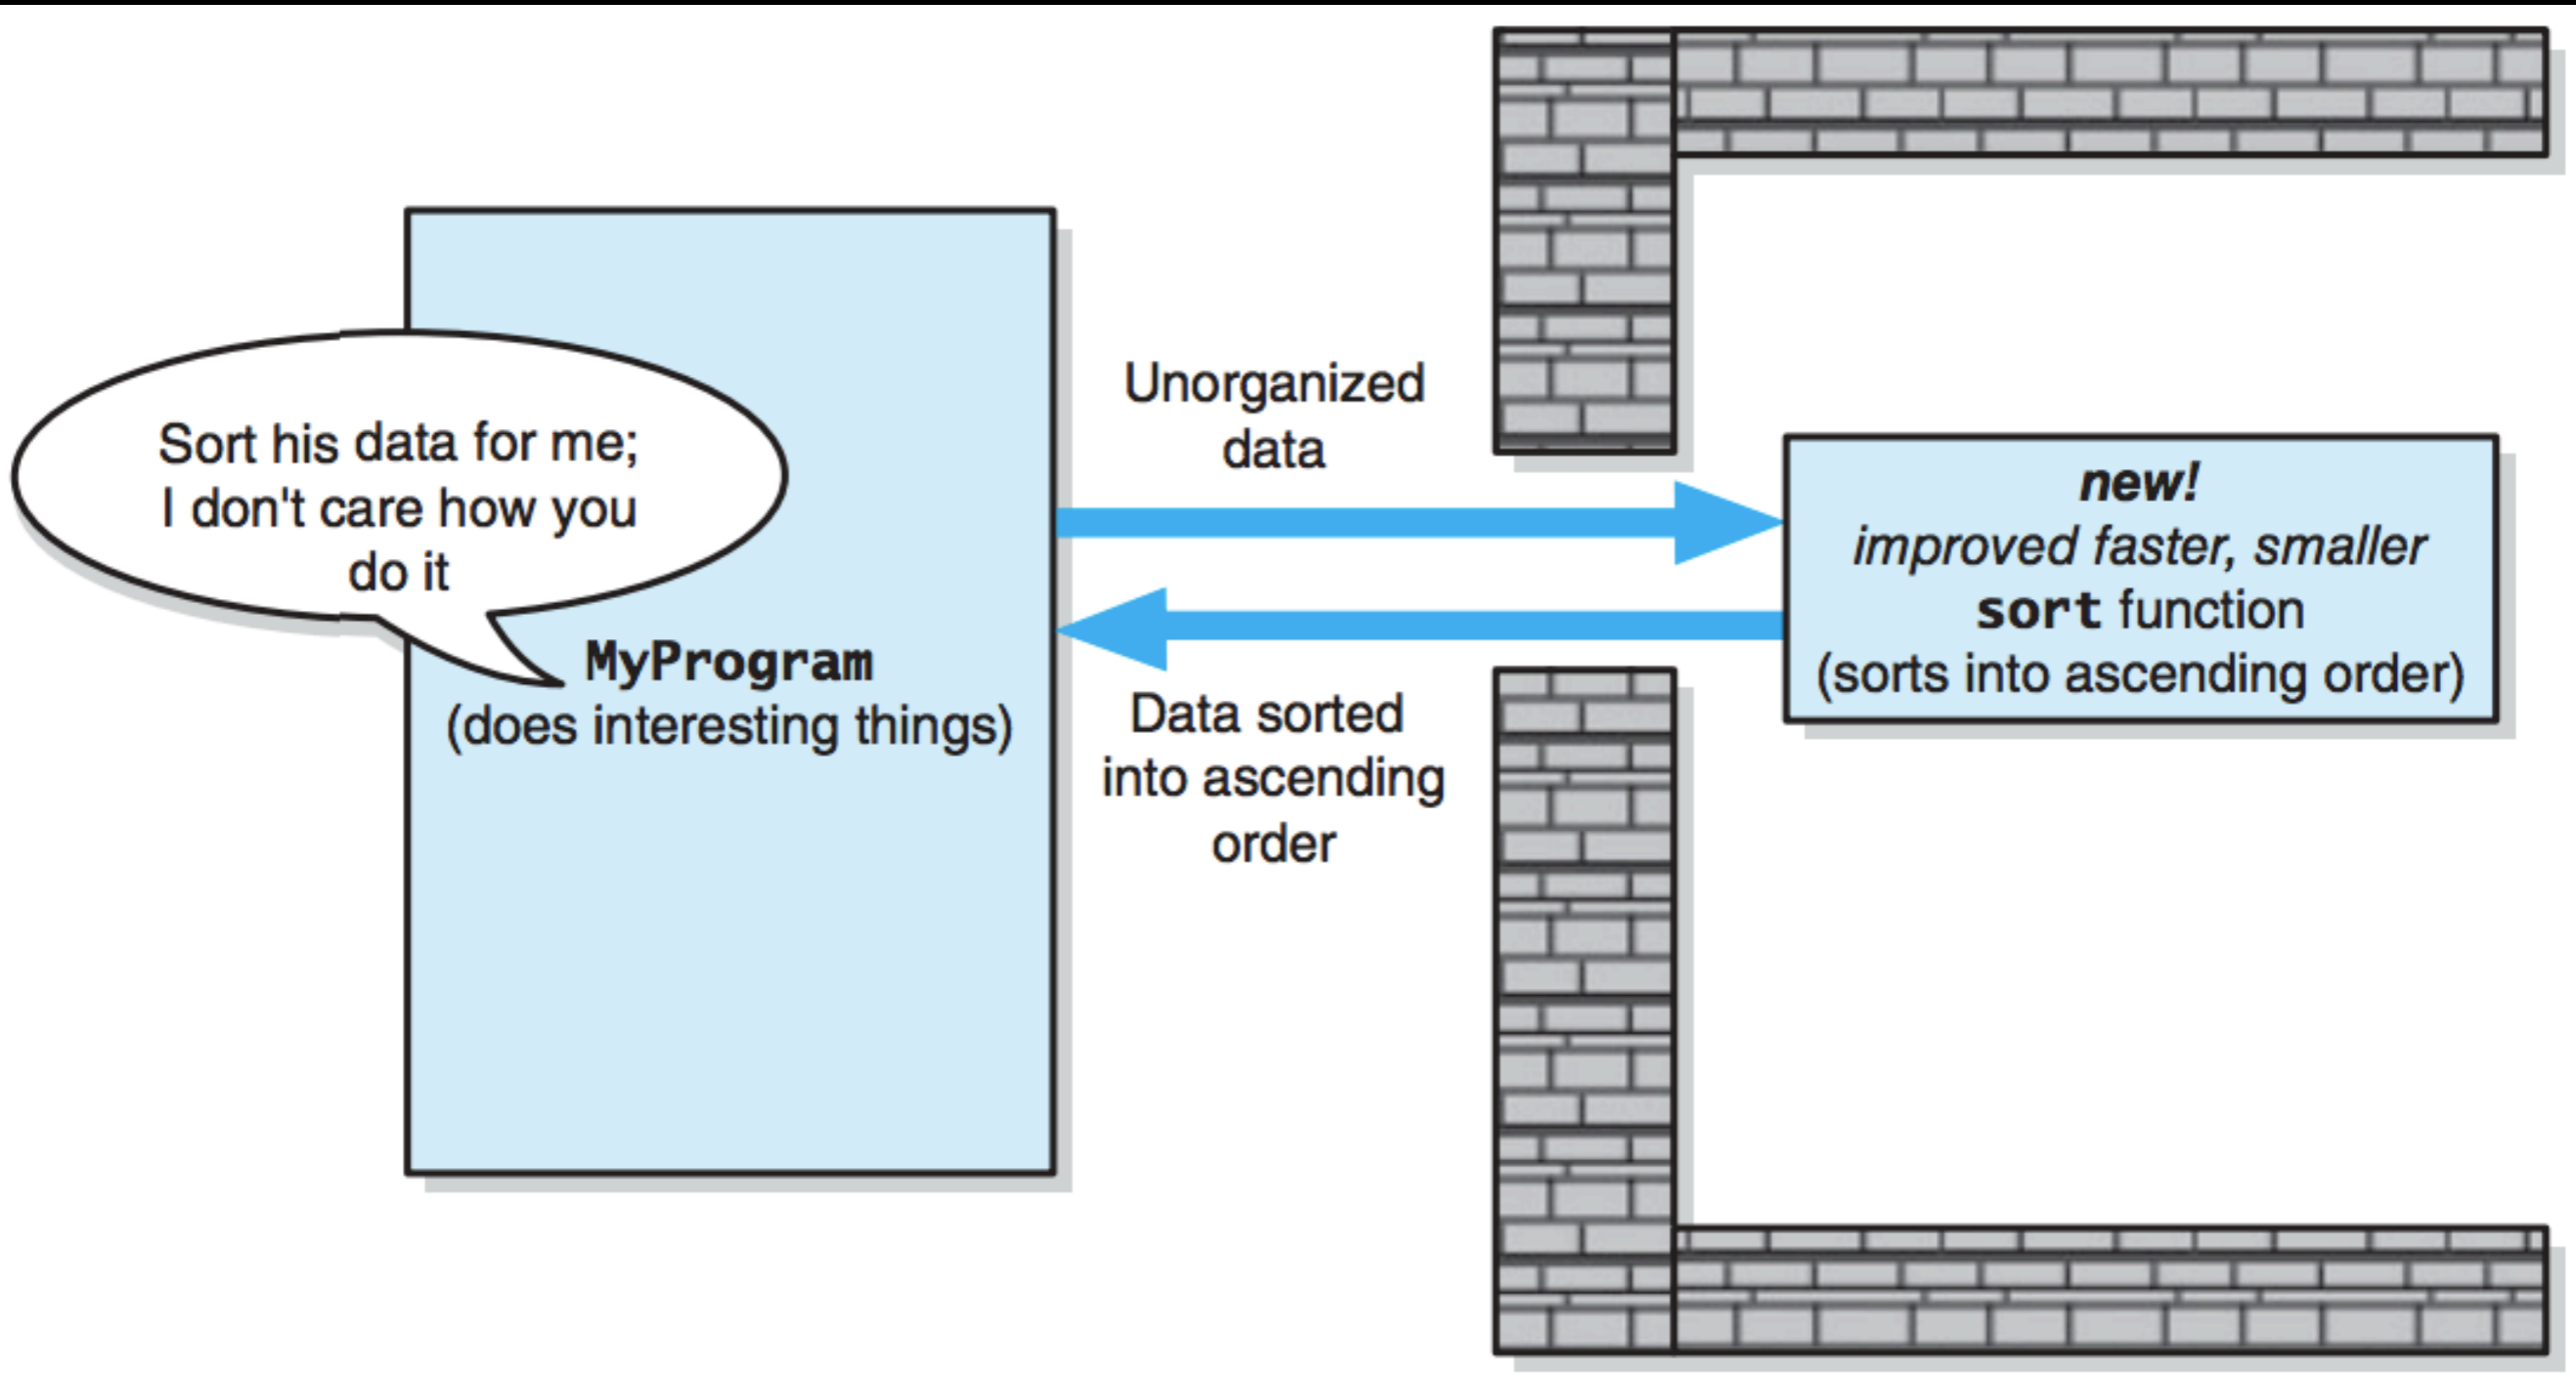 Sort his data for me;
I don't care how you
do it
MyProgram
(does interesting things)
Unorganized
data
Data sorted
into ascending
order
new!
improved faster, smaller
sort function
(sorts into ascending order)